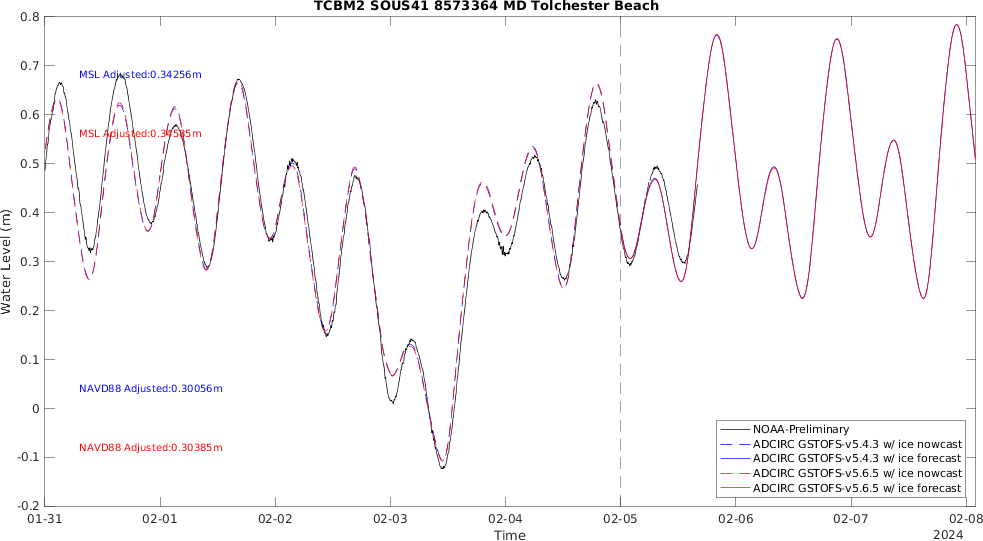 TCBM2 SOUS41 8573364 MD Tolchester Beach
Water Level (m)
0.8
0.7
0.6
0.5
0.4
0.3
0.2
0.1
0
-0.1
-0.2
MSL Adjusted:0.34256m
MSL Adjusted:0.34585m
NAVD88 Adjusted:0.30056m
NAVD88 Adjusted:0.30385m
NOAA-Preliminary
ADCIRC GSTOFS-v5.4.3 w/ ice nowcast
ADCIRC GSTOFS-v5.4.3 w/ ice forecast
ADCIRC GSTOFS-v5.6.5 w/ ice nowcast
ADCIRC GSTOFS-v5.6.5 w/ ice forecast
01-31 02-01 02-02 02-03 02-04 02-05 02-06 02-07 02-08
Time
2024